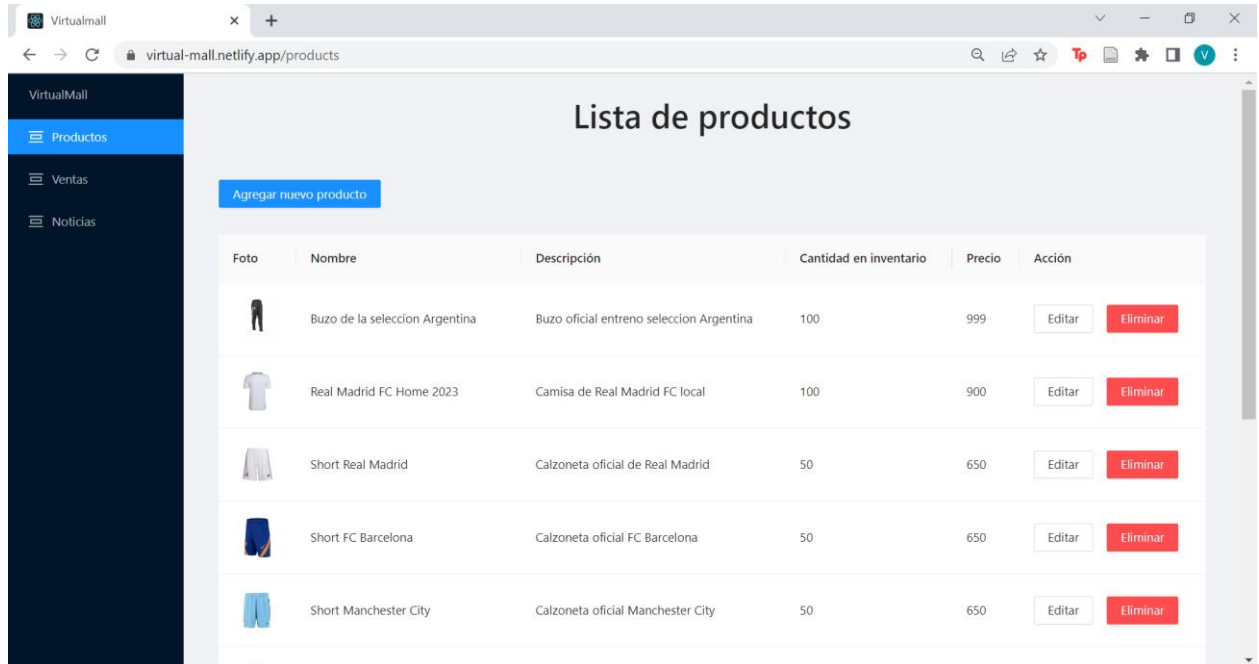 Virtualmall
virtual-mall.netlify.app/products
Tp
V
VirtualMall
Productos
Ventas
Noticias
Lista de productos
Agregar nuevo producto
Foto Nombre Descripción Cantidad en inventario Precio Acción
Buzo de la seleccion Argentina Buzo oficial entreno seleccion Argentina 100 999 Editar Eliminar
Real Madrid FC Home 2023 Camisa de Real Madrid FC local 100 900 Editar Eliminar
Short Real Madrid Calzoneta oficial de Real Madrid 50 650 Editar Eliminar
Short FC Barcelona Calzoneta oficial FC Barcelona 50 650 Editar Eliminar
Short Manchester City Calzoneta oficial Manchester City 50 650 Editar Eliminar